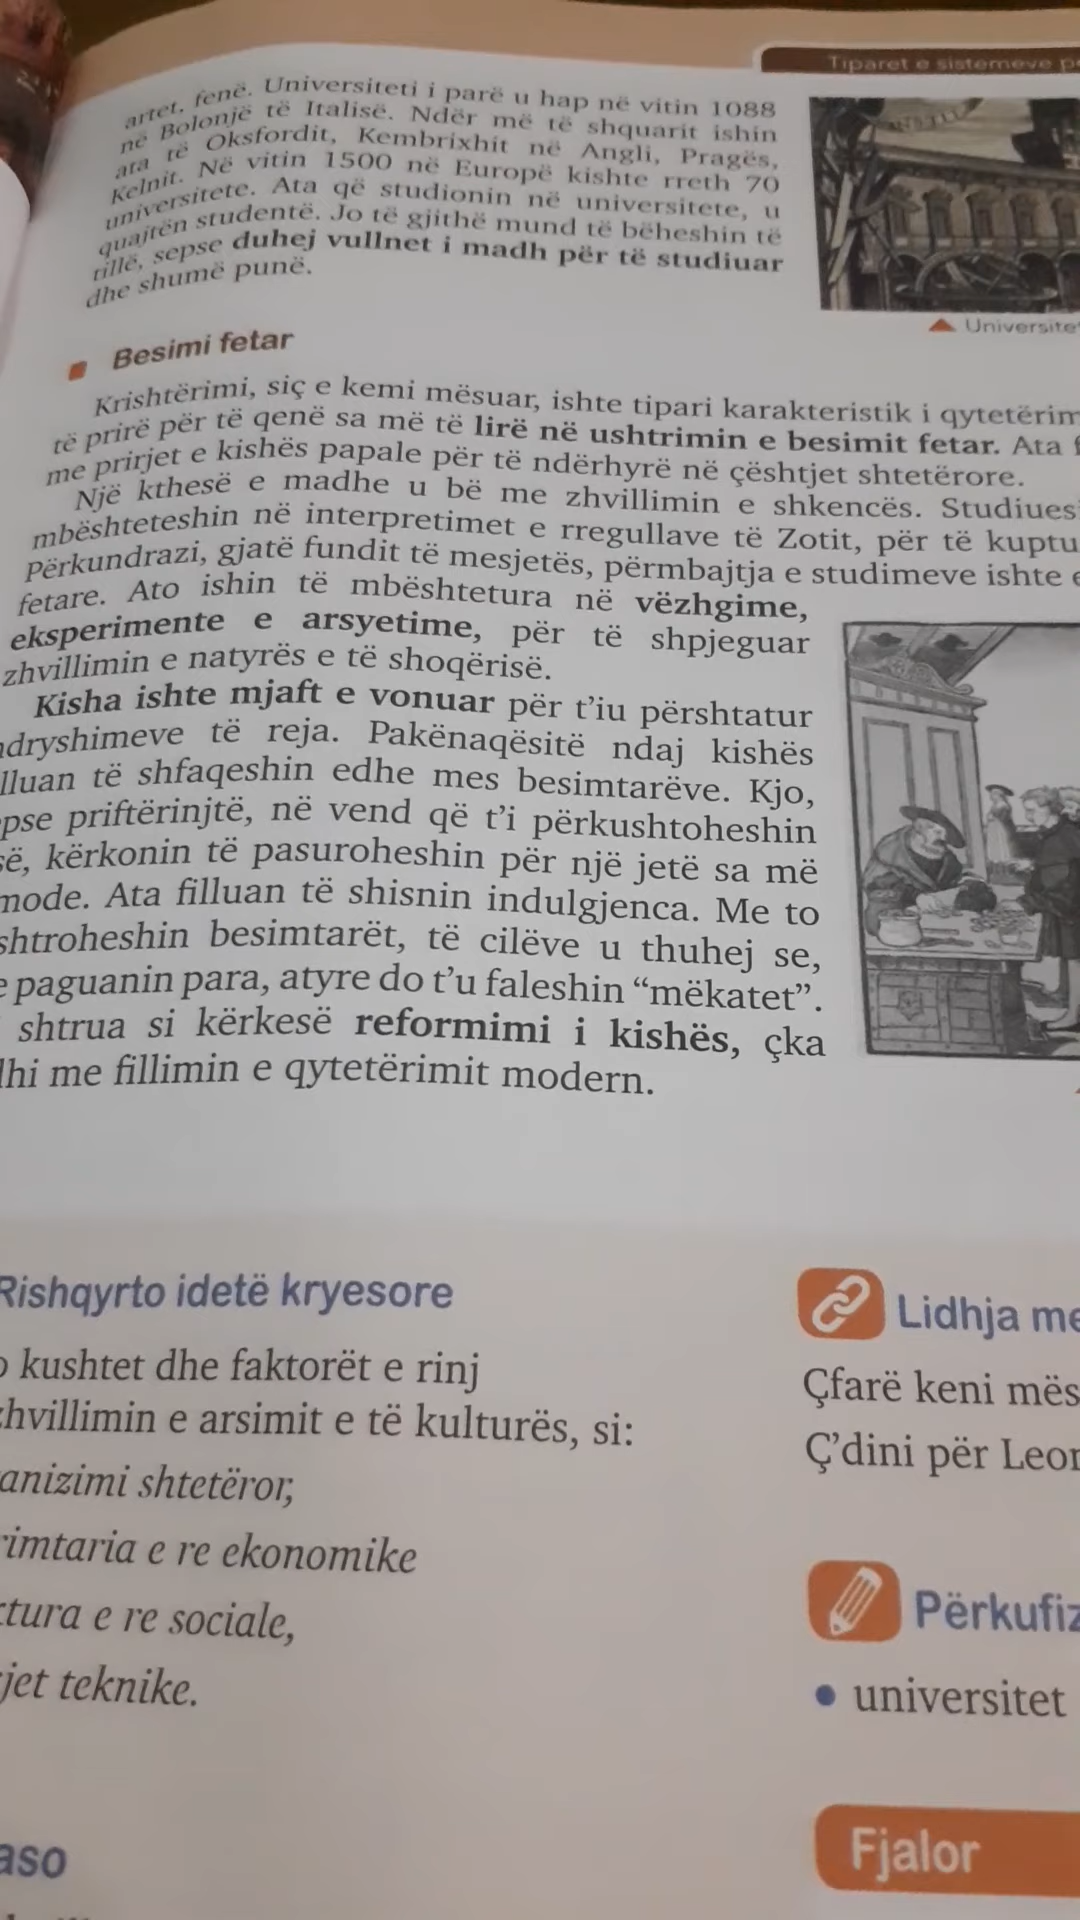 Tiparet e sistemeve
artet, fenë. Universiteti i parë u hap në vitin 1088
në Bolonjë të Italisë. Ndër më të shquarit ishin
ata të Oksfordit, Kembrixhit në Angli, Pragës,
Kelnit. Në vitin 1500 në Europë kishte rreth 70
universitete. Ata që studionin në universitete, u
quajtën studentë. Jo të gjithë mund të bëheshin të
tillë, sepse duhej vullnet i madh për të studiuar
dhe shumë punë.
Besimi fetar
Krishtërimi, siç e kemi mësuar, ishte tipari karakteristik i qytetërim
të prirë për të qenë sa më të lirë në ushtrimin e besimit fetar. Ata
me prirjet e kishës papale për të ndërhyrë në çështjet shtetërore.
Një kthesë e madhe u bë me zhvillimin e shkencës. Studiues
mbështeteshin në interpretimet e rregullave të Zotit, për të kuptu
Përkundrazi, gjatë fundit të mesjetës, përmbajtja e studimeve ishte
fetare. Ato ishin të mbështetura në vëzhgime,
eksperimente e arsyetime, për të shpjeguar
zhvillimin e natyrës e të shoqërisë.
Kisha ishte mjaft e vonuar për t'iu përshtatur
dryshimeve të reja. Pakënaqësitë ndaj kishës
lluan të shfaqeshin edhe mes besimtarëve. Kjo,
pse priftërinjtë, në vend që t'i përkushtoheshin
së, kërkonin të pasuroheshin për një jetë sa më
mode. Ata filluan të shisnin indulgjenca. Me to
shtroheshin besimtarët, të cilëve u thuhej se,
e paguanin para, atyre do t'u faleshin “mëkatet”.
shtrua si kërkesë reformimi i kishës, çka
dhi me fillimin e qytetërimit modern.
Universitet
Rishqyrto idetë kryesore
o kushtet dhe faktorët e rinj
zhvillimin e arsimit e të kulturës, si:
anizimi shtetëror,
rimtaria e re ekonomike
tura e re sociale,
jet teknike.
aso
Lidhja me
Çfarë keni mës
Ç'dini për Leon
Përkufiz
• universitet
Fjalor